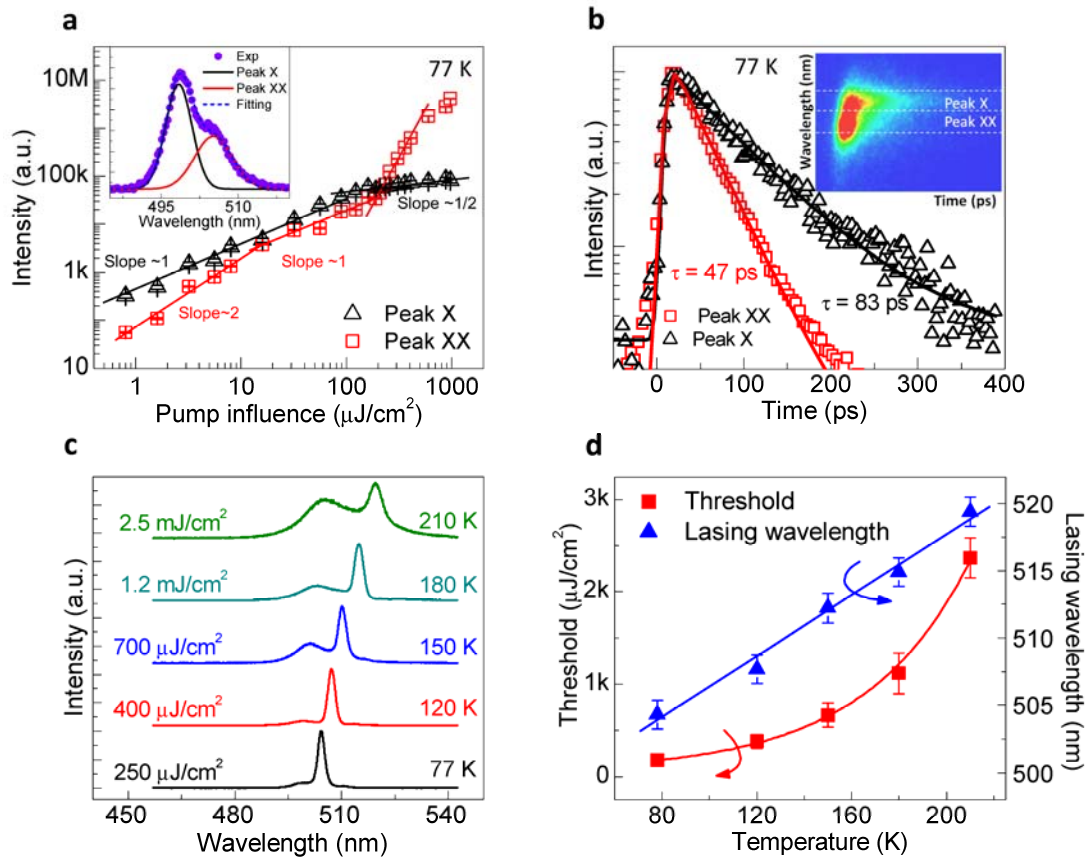 a
77 K
Exp
Peak X
Peak XX
Fitting
495
510
Wavelength (nm)
10M
100k
1k
10
Intensity (a.u.)
Slope ~1/2
Slope ~1
Slope ~1
Slope~2
Peak X
Peak XX
1
10
100
1000
Pump influence (μJ/cm²)
b
77 K
Wavelength (nm)
Peak X
Peak XX
Time (ps)
Intensity (a.u.)
τ = 47 ps
τ = 83 ps
Peak XX
Peak X
0
100
200
300
400
Time (ps)
c
2.5 mJ/cm²
210 K
1.2 mJ/cm²
180 K
700 μJ/cm²
150 K
400 μJ/cm²
120 K
250 μJ/cm²
77 K
Intensity (a.u.)
450
480
510
540
Wavelength (nm)
d
Threshold
Lasing wavelength
3k
2k
1k
0
Threshold (μJ/cm²)
520
515
510
505
500
Lasing wavelength
(nm)
80
120
160
200
Temperature (K)